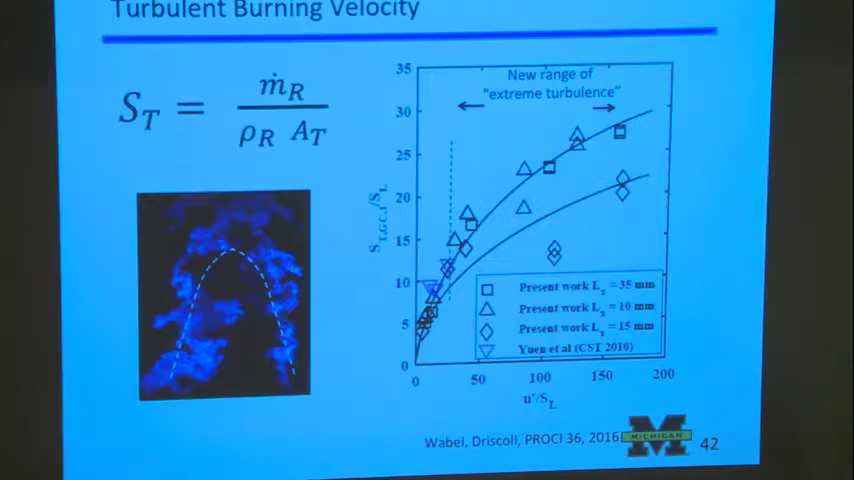 Turbulent Burning Velocity
S_T = ṁ_R / ρ_R A_T
New range of
"extreme turbulence"
35
30
25
20
15
10
5
0
S_T,GC,I/S_L
0 50 100 150 200
u'/S_L
Present work L_x = 35 mm
Present work L_x = 10 mm
Present work L_x = 15 mm
Yuen et al (CST 2010)
Wabel, Driscoll, PROCI 36, 2016
MICHIGAN
42